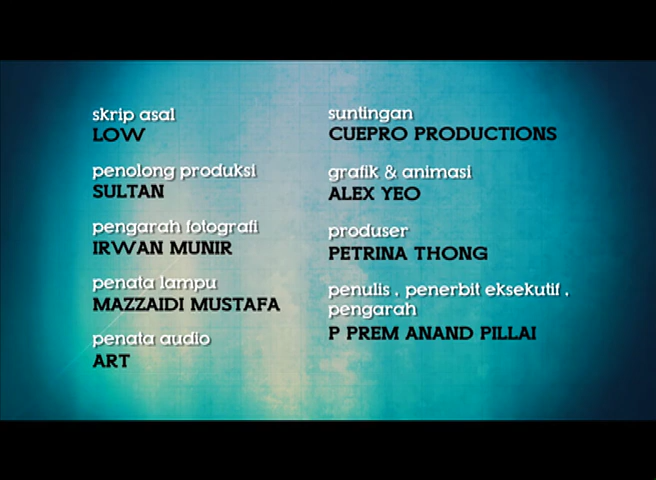 skrip asal
LOW
penolong produksi
SULTAN
pengarah fotografi
IRWAN MUNIR
penata lampu
MAZZAIDI MUSTAFA
penata audio
ART
suntingan
CUEPRO PRODUCTIONS
grafik & animasi
ALEX YEO
produser
PETRINA THONG
penulis , penerbit eksekutif ,
pengarah
P PREM ANAND PILLAI